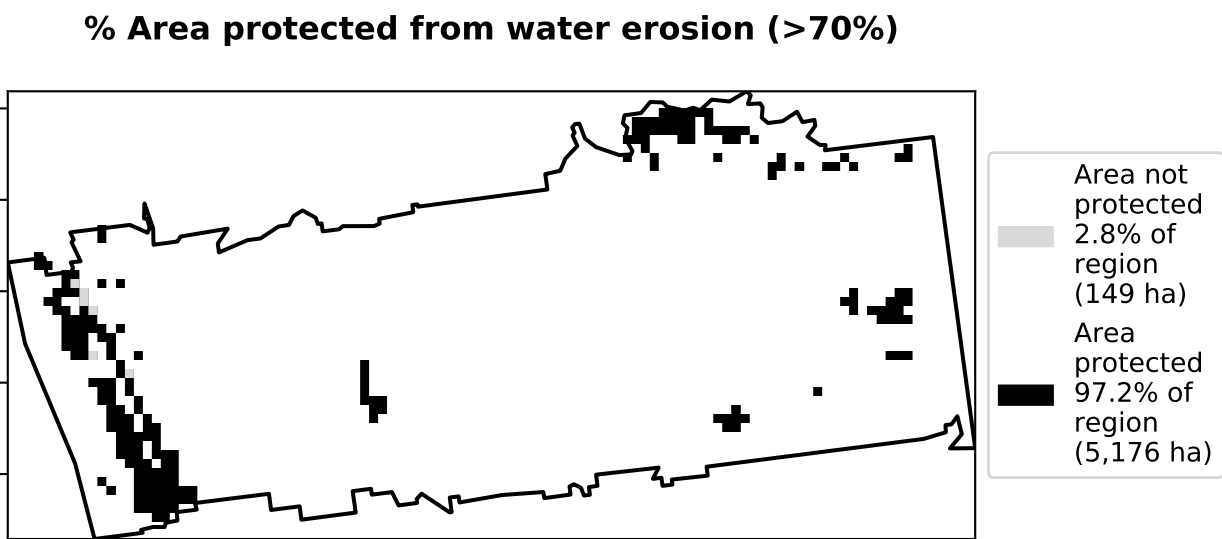 % Area protected from water erosion (>70%)
Area not
protected
2.8% of
region
(149 ha)
Area
protected
97.2% of
region
(5,176 ha)